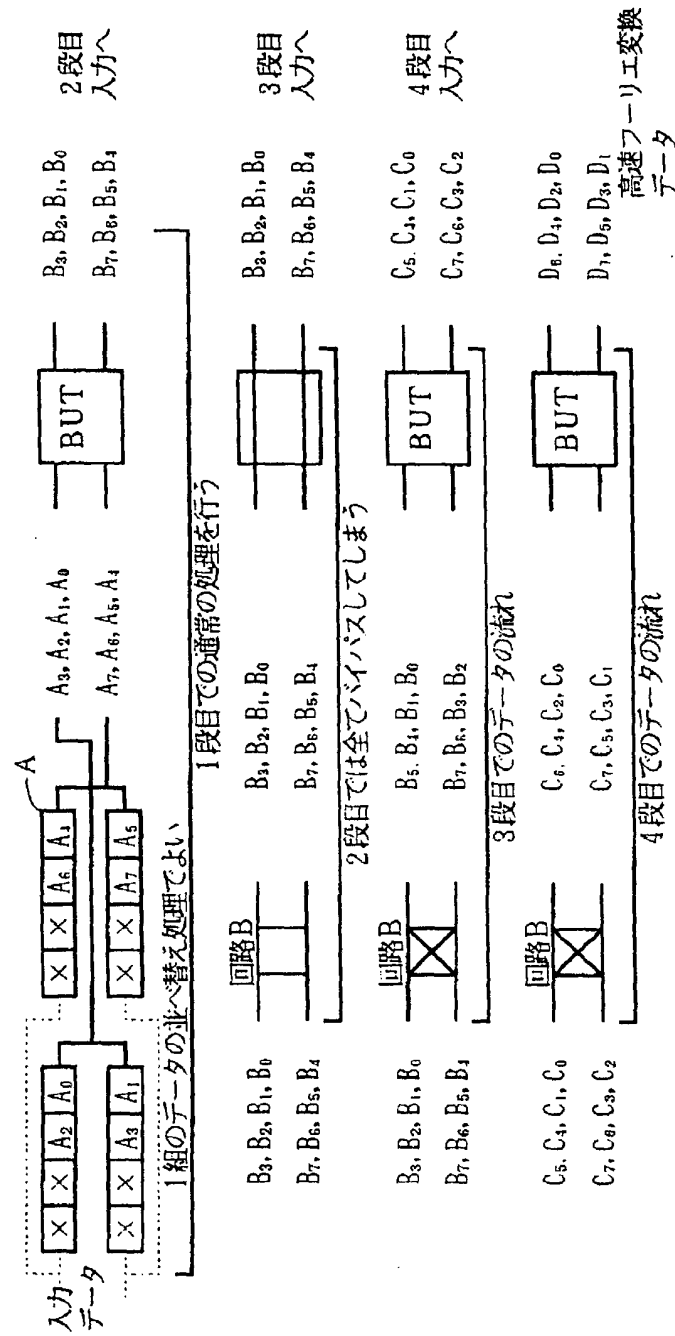 入力
データ
× × A₂ A₀
× × A₃ A₁
× × A₆ A₄
× × A₇ A₅
A
A₃, A₂, A₁, A₀
A₇, A₆, A₅, A₄
BUT
B₃, B₂, B₁, B₀
B₇, B₆, B₅, B₄
2段目
入力へ
1組のデータの並べ替え処理でよい
1段目での通常の処理を行う
B₃, B₂, B₁, B₀
B₇, B₆, B₅, B₄
回路B
B₃, B₂, B₁, B₀
B₇, B₆, B₅, B₄
B₃, B₂, B₁, B₀
B₇, B₆, B₅, B₄
3段目
入力へ
2段目では全てバイパスしてしまう
B₃, B₂, B₁, B₀
B₇, B₆, B₅, B₄
回路B
B₅, B₄, B₁, B₀
B₇, B₆, B₃, B₂
BUT
C₅, C₄, C₁, C₀
C₇, C₆, C₃, C₂
4段目
入力へ
3段目でのデータの流れ
C₅, C₄, C₁, C₀
C₇, C₆, C₃, C₂
回路B
C₆, C₄, C₂, C₀
C₇, C₅, C₃, C₁
BUT
D₆, D₄, D₂, D₀
D₇, D₅, D₃, D₁
高速フーリエ変換
データ
4段目でのデータの流れ